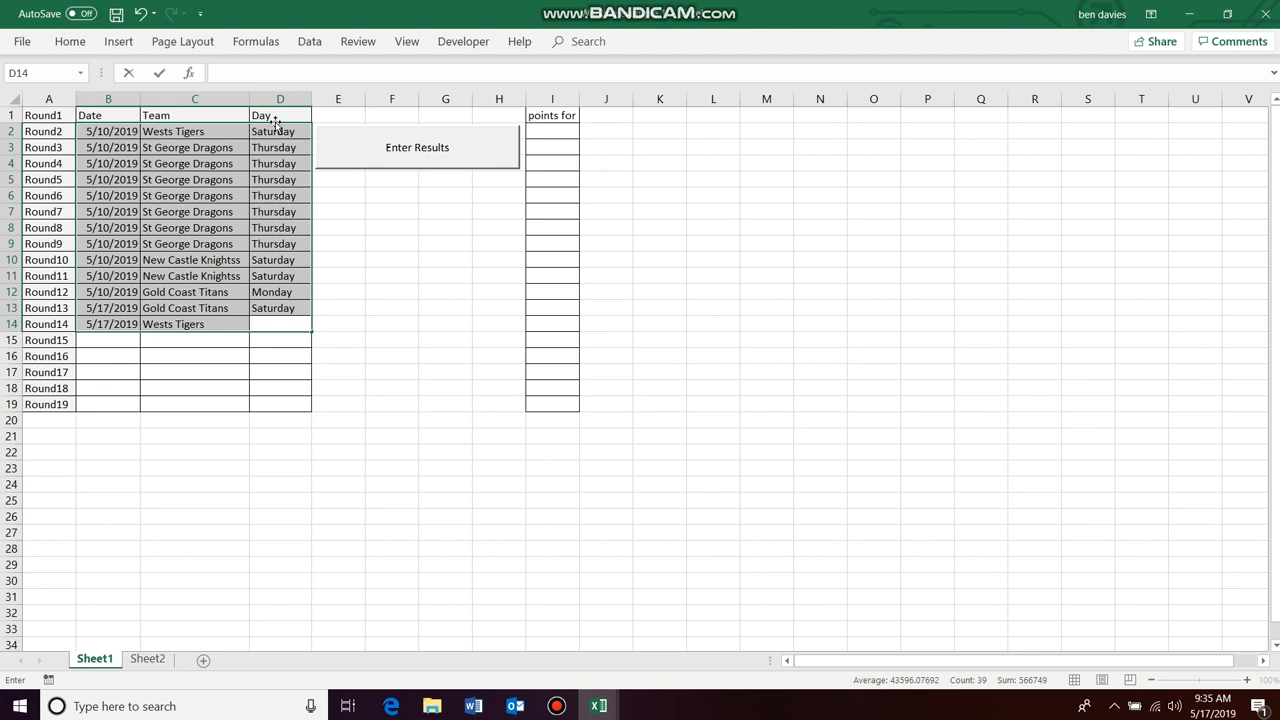 AutoSave Off
www.BANDICAM.com
ben davies
File Home Insert Page Layout Formulas Data Review View Developer Help Search Share Comments
D14 fx
A B C D E F G H I J K L M N O P Q R S T U V
1 Round1 Date Team Day points for
2 Round2 5/10/2019 Wests Tigers Saturday
3 Round3 5/10/2019 St George Dragons Thursday Enter Results
4 Round4 5/10/2019 St George Dragons Thursday
5 Round5 5/10/2019 St George Dragons Thursday
6 Round6 5/10/2019 St George Dragons Thursday
7 Round7 5/10/2019 St George Dragons Thursday
8 Round8 5/10/2019 St George Dragons Thursday
9 Round9 5/10/2019 St George Dragons Thursday
10 Round10 5/10/2019 New Castle Knightss Saturday
11 Round11 5/10/2019 New Castle Knightss Saturday
12 Round12 5/10/2019 Gold Coast Titans Monday
13 Round13 5/17/2019 Gold Coast Titans Saturday
14 Round14 5/17/2019 Wests Tigers
15 Round15
16 Round16
17 Round17
18 Round18
19 Round19
20
21
22
23
24
25
26
27
28
29
30
31
32
33
34
Sheet1 Sheet2
Enter Average: 43596.07692 Count: 39 Sum: 566749 100%
Type here to search
9:35 AM
5/17/2019
1